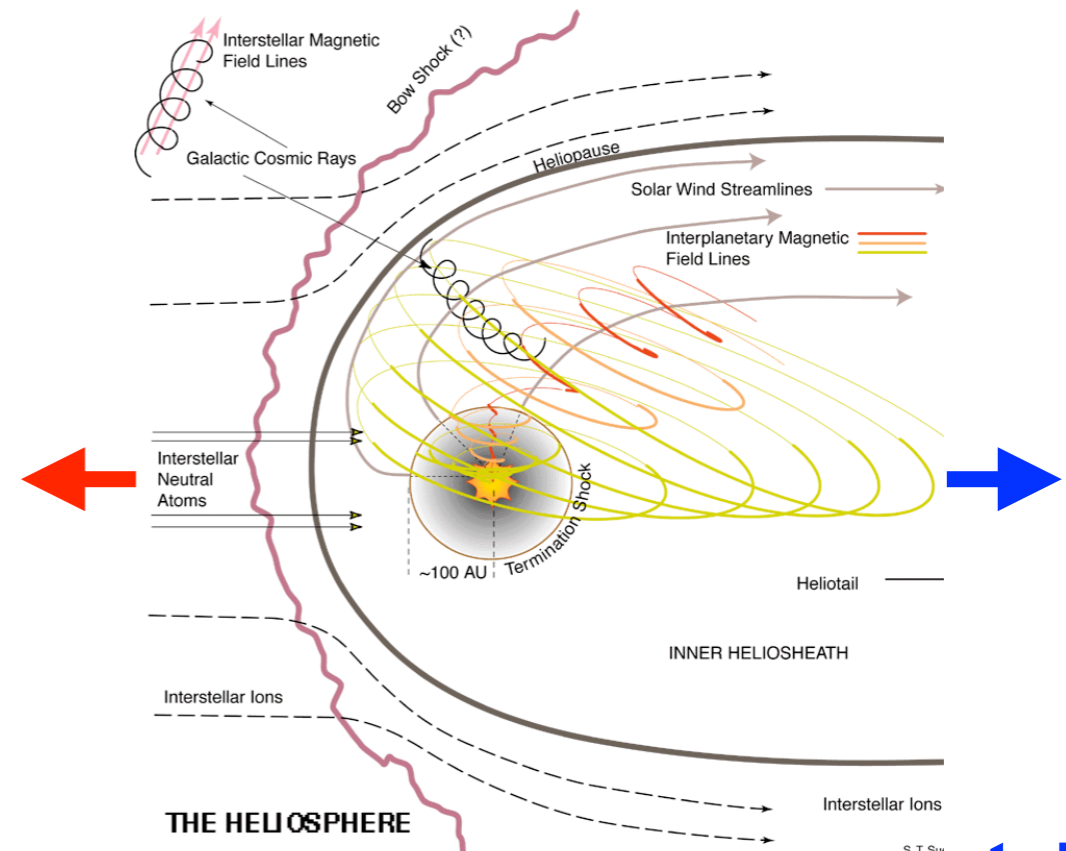 Interstellar Magnetic
Field Lines
Bow Shock (?)
Galactic Cosmic Rays
Heliopause
Solar Wind Streamlines
Interplanetary Magnetic
Field Lines
Interstellar
Neutral
Atoms
Termination Shock
~100 AU
Heliotail
INNER HELIOSHEATH
Interstellar Ions
Interstellar Ions
THE HELIOSPHERE